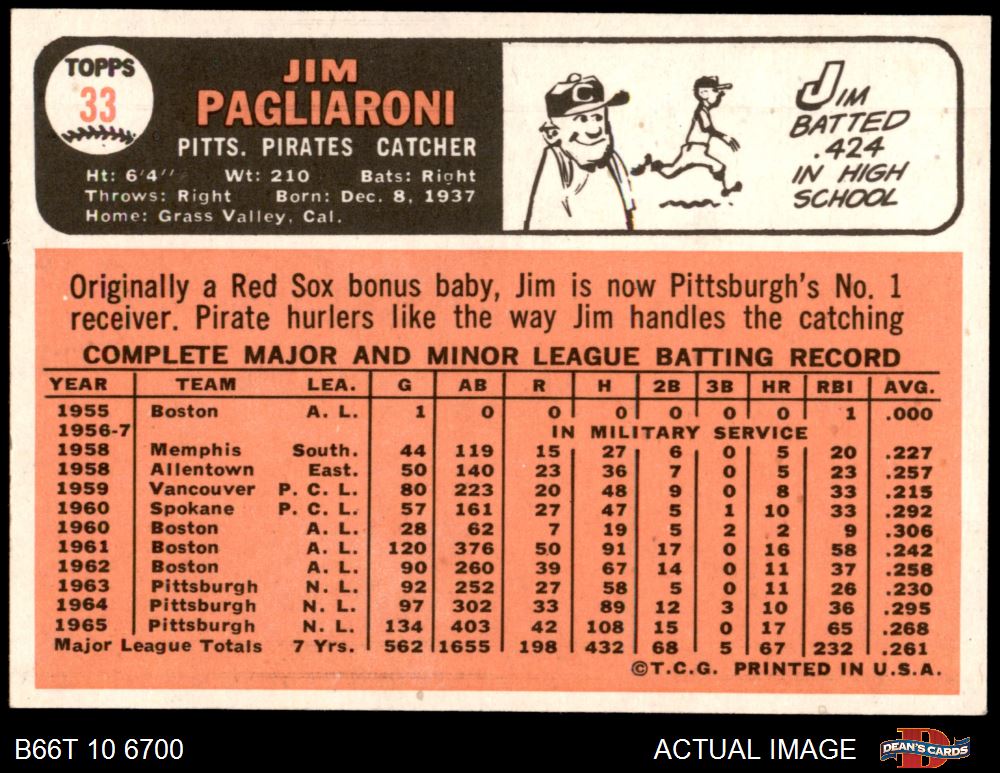 TOPPS
33
JIM
PAGLIARONI
PITTS. PIRATES CATCHER
Ht: 6'4" Wt: 210 Bats: Right
Throws: Right Born: Dec. 8, 1937
Home: Grass Valley, Cal.
C
JIM
BATTED
.424
IN HIGH
SCHOOL
Originally a Red Sox bonus baby, Jim is now Pittsburgh's No. 1
receiver. Pirate hurlers like the way Jim handles the catching
COMPLETE MAJOR AND MINOR LEAGUE BATTING RECORD
YEAR TEAM LEA. G AB R H 2B 3B HR RBI AVG.
1955 Boston A. L. 1 0 0 0 0 0 0 1 .000
1956-7 IN MILITARY SERVICE
1958 Memphis South. 44 119 15 27 6 0 5 20 .227
1958 Allentown East. 50 140 23 36 7 0 5 23 .257
1959 Vancouver P. C. L. 80 223 20 48 9 0 8 33 .215
1960 Spokane P. C. L. 57 161 27 47 5 1 10 33 .292
1960 Boston A. L. 28 62 7 19 5 2 2 9 .306
1961 Boston A. L. 120 376 50 91 17 0 16 58 .242
1962 Boston A. L. 90 260 39 67 14 0 11 37 .258
1963 Pittsburgh N. L. 92 252 27 58 5 0 11 26 .230
1964 Pittsburgh N. L. 97 302 33 89 12 3 10 36 .295
1965 Pittsburgh N. L. 134 403 42 108 15 0 17 65 .268
Major League Totals 7 Yrs. 562 1655 198 432 68 5 67 232 .261
©T.C.G. PRINTED IN U.S.A.
B66T 10 6700 ACTUAL IMAGE DEAN'S CARDS